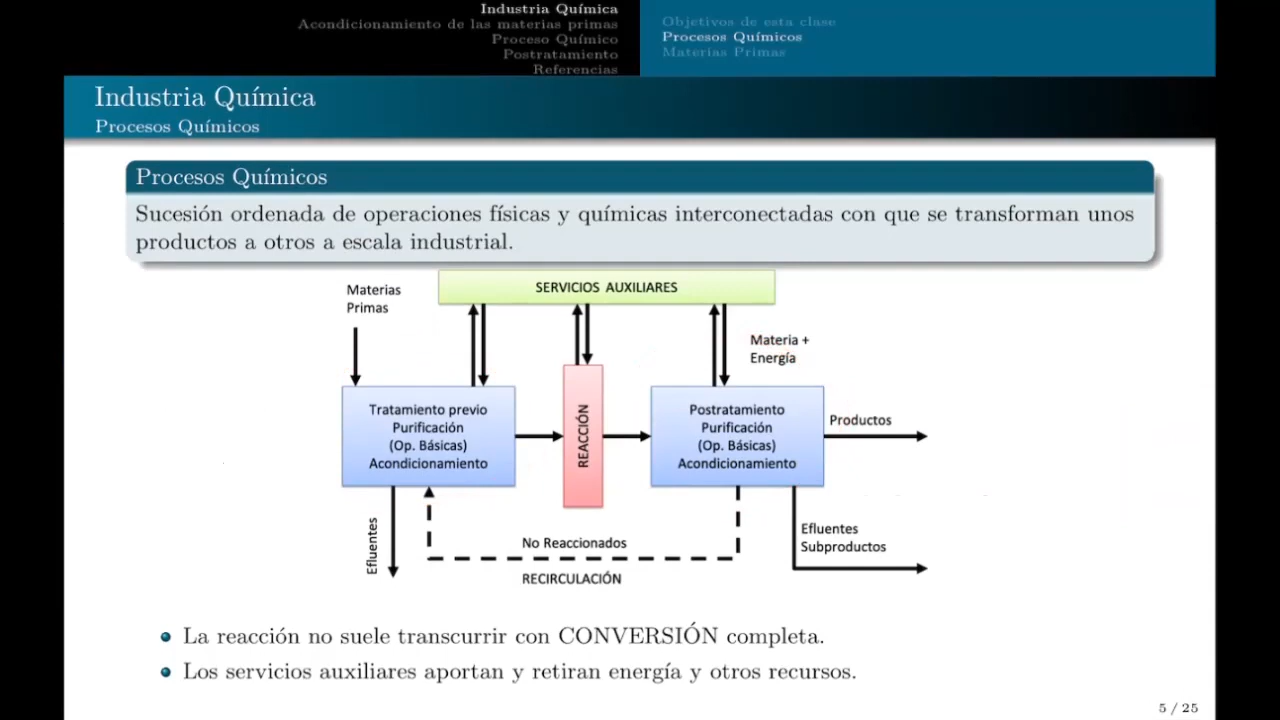 Industria Química
Acondicionamiento de las materias primas
Proceso Químico
Postratamiento
Referencias
Objetivos de esta clase
Procesos Químicos
Materias Primas
Industria Química
Procesos Químicos
Procesos Químicos
Sucesión ordenada de operaciones físicas y químicas interconectadas con que se transforman unos
productos a otros a escala industrial.
SERVICIOS AUXILIARES
Materias
Primas
Materia +
Energía
Tratamiento previo
Purificación
(Op. Básicas)
Acondicionamiento
REACCIÓN
Postratamiento
Purificación
(Op. Básicas)
Acondicionamiento
Productos
Efluentes
No Reaccionados
RECIRCULACIÓN
Efluentes
Subproductos
La reacción no suele transcurrir con CONVERSIÓN completa.
Los servicios auxiliares aportan y retiran energía y otros recursos.
5 / 25